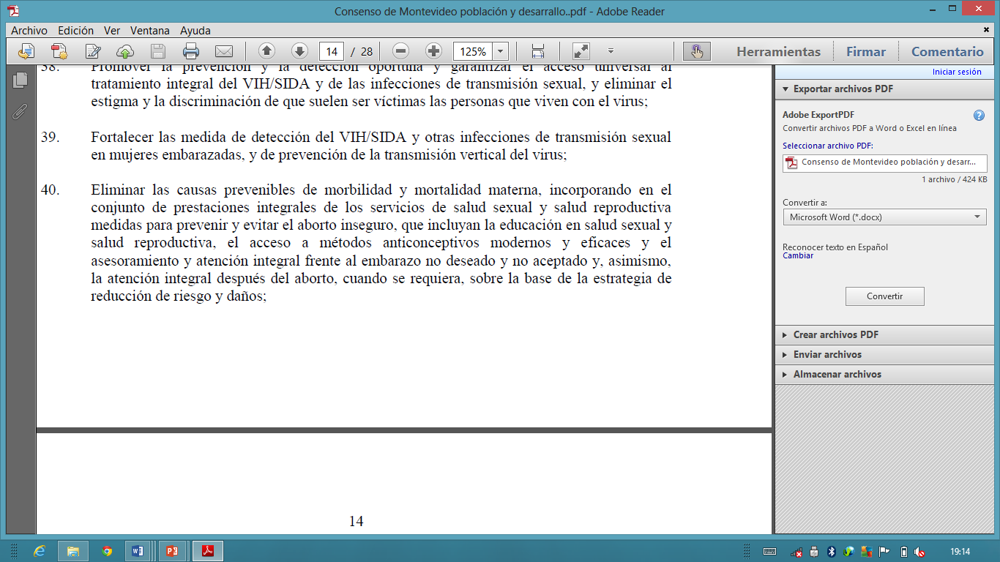 Consenso de Montevideo población y desarrallo..pdf - Adobe Reader
Archivo Edición Ver Ventana Ayuda
14 / 28 125% Herramientas Firmar Comentario
Iniciar sesión
38. Promover la prevención y la detección oportuna y garantizar el acceso universal al
tratamiento integral del VIH/SIDA y de las infecciones de transmisión sexual, y eliminar el
estigma y la discriminación de que suelen ser víctimas las personas que viven con el virus;
39. Fortalecer las medida de detección del VIH/SIDA y otras infecciones de transmisión sexual
en mujeres embarazadas, y de prevención de la transmisión vertical del virus;
40. Eliminar las causas prevenibles de morbilidad y mortalidad materna, incorporando en el
conjunto de prestaciones integrales de los servicios de salud sexual y salud reproductiva
medidas para prevenir y evitar el aborto inseguro, que incluyan la educación en salud sexual y
salud reproductiva, el acceso a métodos anticonceptivos modernos y eficaces y el
asesoramiento y atención integral frente al embarazo no deseado y no aceptado y, asimismo,
la atención integral después del aborto, cuando se requiera, sobre la base de la estrategia de
reducción de riesgo y daños;
14
Exportar archivos PDF
Adobe ExportPDF
Convertir archivos PDF a Word o Excel en línea
Seleccionar archivo PDF:
Consenso de Montevideo población y desarr...
1 archivo / 424 KB
Convertir a:
Microsoft Word (*.docx)
Reconocer texto en Español
Cambiar
Convertir
Crear archivos PDF
Enviar archivos
Almacenar archivos
19:14